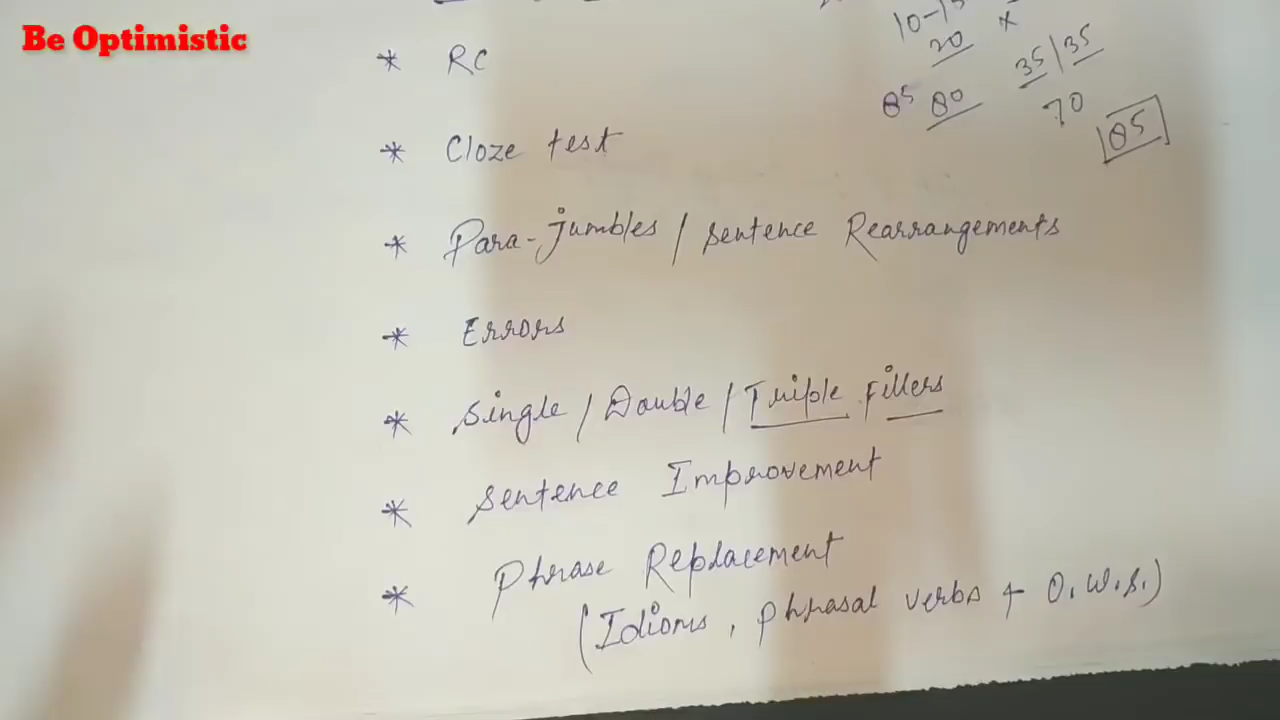 Be Optimistic
10-15
20 x
85 80 35/35
70
85
* RC
* Cloze test
* Para-jumbles / sentence Rearrangements
* Errors
* Single / Double / Triple Fillers
* Sentence Improvement
* Phrase Replacement
(Idioms, phrasal verbs + O.W.S.)